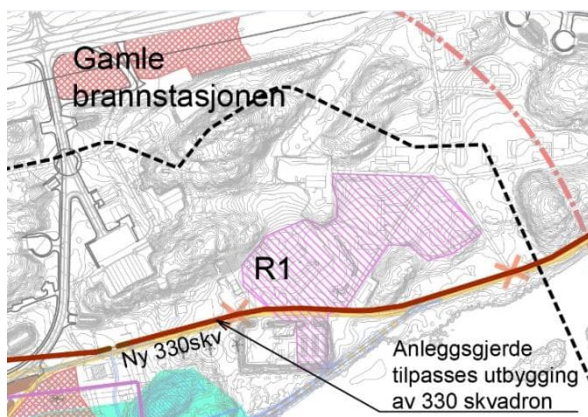 Gamle
brannstasjonen
R1
Ny 330skv
Anleggsgjerde
tilpasses utbygging
av 330 skvadron